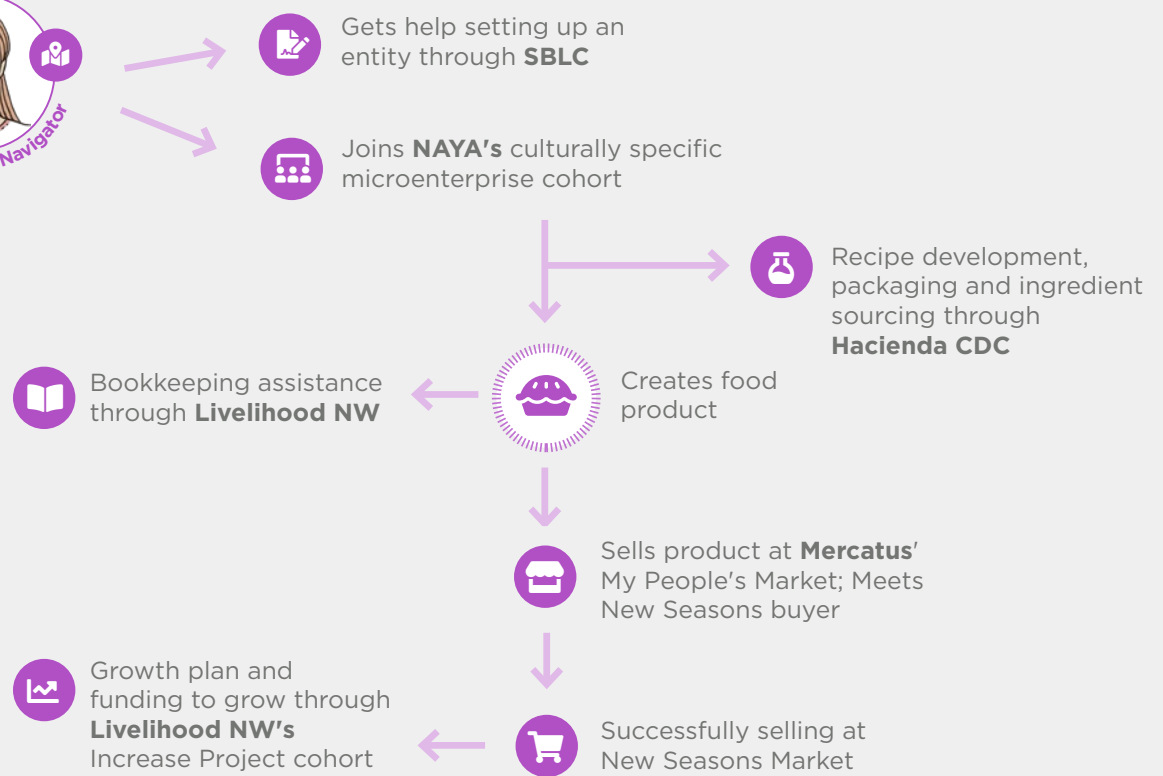 Navigator
Gets help setting up an
entity through SBLC
Joins NAYA's culturally specific
microenterprise cohort
Recipe development,
packaging and ingredient
sourcing through
Hacienda CDC
Creates food
product
Bookkeeping assistance
through Livelihood NW
Sells product at Mercatus'
My People's Market; Meets
New Seasons buyer
Successfully selling at
New Seasons Market
Growth plan and
funding to grow through
Livelihood NW's
Increase Project cohort